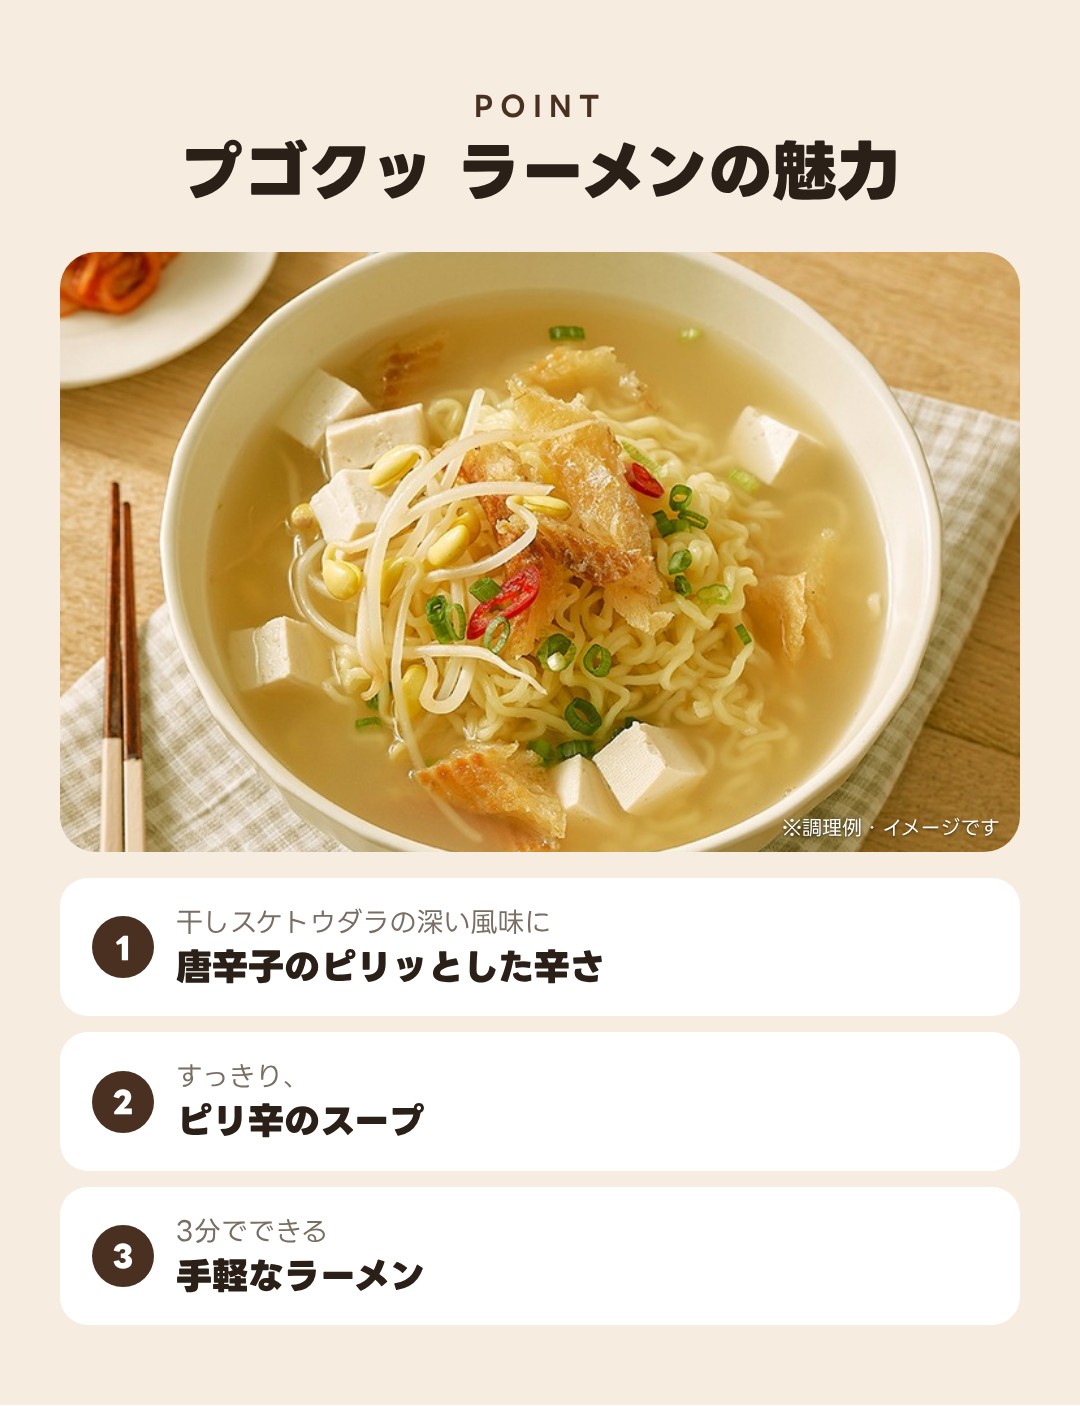 POINT
プゴクッ ラーメンの魅力
※調理例・イメージです
1
干しスケトウダラの深い風味に
唐辛子のピリッとした辛さ
2
すっきり、
ピリ辛のスープ
3
3分でできる
手軽なラーメン